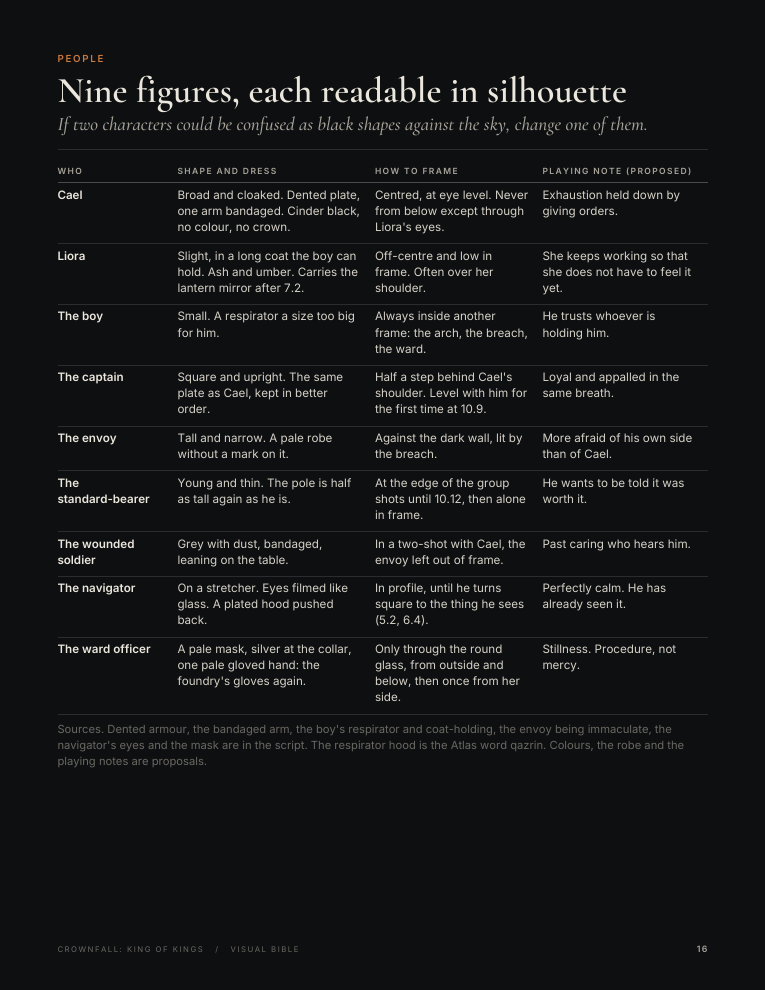 PEOPLE
Nine figures, each readable in silhouette
If two characters could be confused as black shapes against the sky, change one of them.
WHO SHAPE AND DRESS HOW TO FRAME PLAYING NOTE (PROPOSED)
Cael
Broad and cloaked. Dented plate,
one arm bandaged. Cinder black,
no colour, no crown.
Centred, at eye level. Never
from below except through
Liora's eyes.
Exhaustion held down by
giving orders.
Liora
Slight, in a long coat the boy can
hold. Ash and umber. Carries the
lantern mirror after 7.2.
Off-centre and low in
frame. Often over her
shoulder.
She keeps working so that
she does not have to feel it
yet.
The boy
Small. A respirator a size too big
for him.
Always inside another
frame: the arch, the breach,
the ward.
He trusts whoever is
holding him.
The captain
Square and upright. The same
plate as Cael, kept in better
order.
Half a step behind Cael's
shoulder. Level with him for
the first time at 10.9.
Loyal and appalled in the
same breath.
The envoy
Tall and narrow. A pale robe
without a mark on it.
Against the dark wall, lit by
the breach.
More afraid of his own side
than of Cael.
The
standard-bearer
Young and thin. The pole is half
as tall again as he is.
At the edge of the group
shots until 10.12, then alone
in frame.
He wants to be told it was
worth it.
The wounded
soldier
Grey with dust, bandaged,
leaning on the table.
In a two-shot with Cael, the
envoy left out of frame.
Past caring who hears him.
The navigator
On a stretcher. Eyes filmed like
glass. A plated hood pushed
back.
In profile, until he turns
square to the thing he sees
(5.2, 6.4).
Perfectly calm. He has
already seen it.
The ward officer
A pale mask, silver at the collar,
one pale gloved hand: the
foundry's gloves again.
Only through the round
glass, from outside and
below, then once from her
side.
Stillness. Procedure, not
mercy.
Sources. Dented armour, the bandaged arm, the boy's respirator and coat-holding, the envoy being immaculate, the
navigator's eyes and the mask are in the script. The respirator hood is the Atlas word qazrin. Colours, the robe and the
playing notes are proposals.
CROWNFALL: KING OF KINGS / VISUAL BIBLE 16